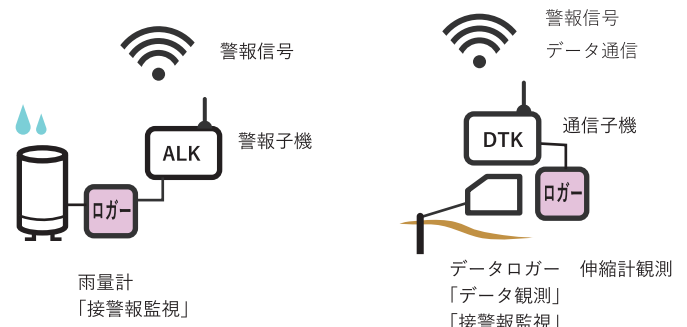 警報信号
警報子機
ALK
ロガー
雨量計
「接警報監視」
警報信号
データ通信
通信子機
DTK
ロガー
データロガー　伸縮計観測
「データ観測」
「接警報監視」